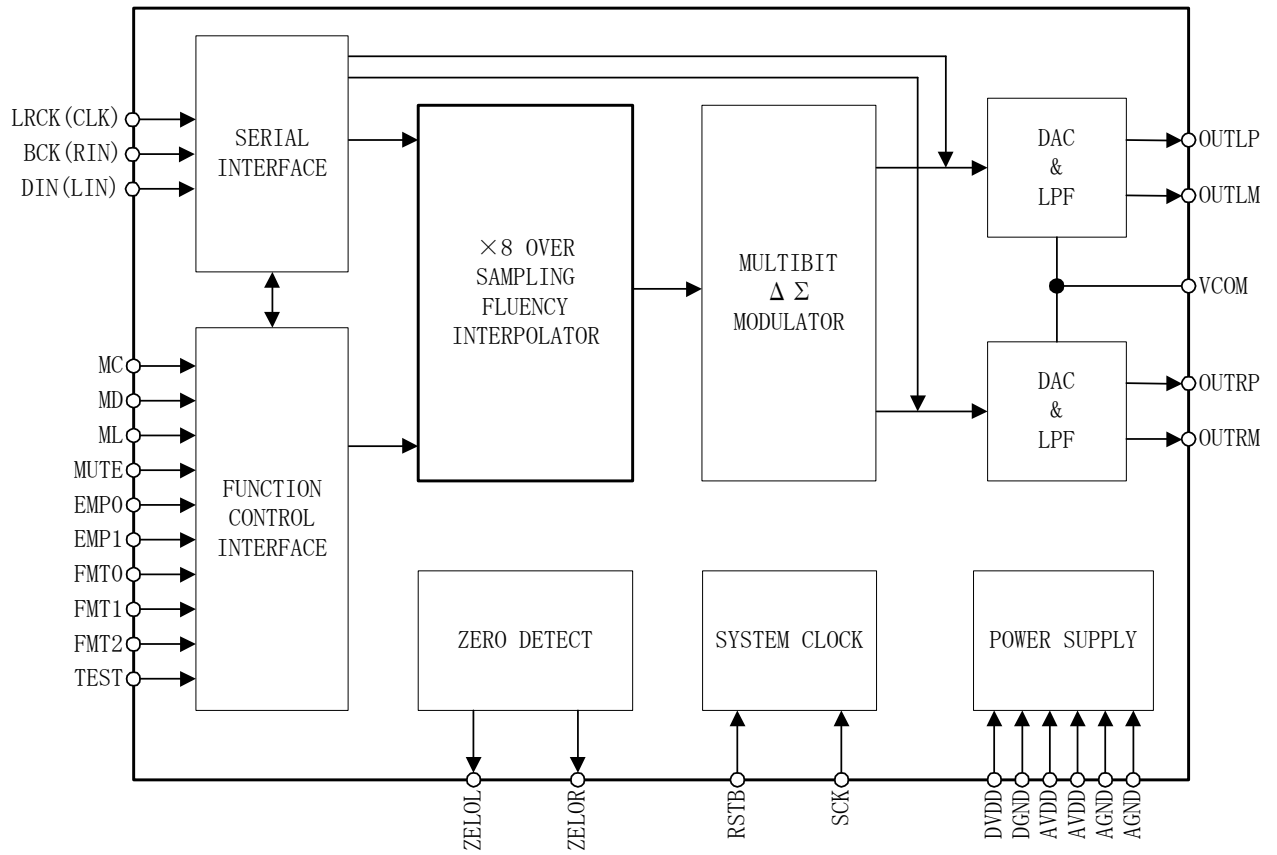 LRCK(CLK)
BCK(RIN)
DIN(LIN)
SERIAL
INTERFACE
MC
MD
ML
MUTE
EMP0
EMP1
FMT0
FMT1
FMT2
TEST
FUNCTION
CONTROL
INTERFACE
×8 OVER
SAMPLING
FLUENCY
INTERPOLATOR
MULTIBIT
Δ Σ
MODULATOR
DAC
&
LPF
OUTLP
OUTLM
VCOM
DAC
&
LPF
OUTRP
OUTRM
ZERO DETECT
SYSTEM CLOCK
POWER SUPPLY
ZELOL
ZELOR
RSTB
SCK
DVDD
DGND
AVDD
AVDD
AGND
AGND